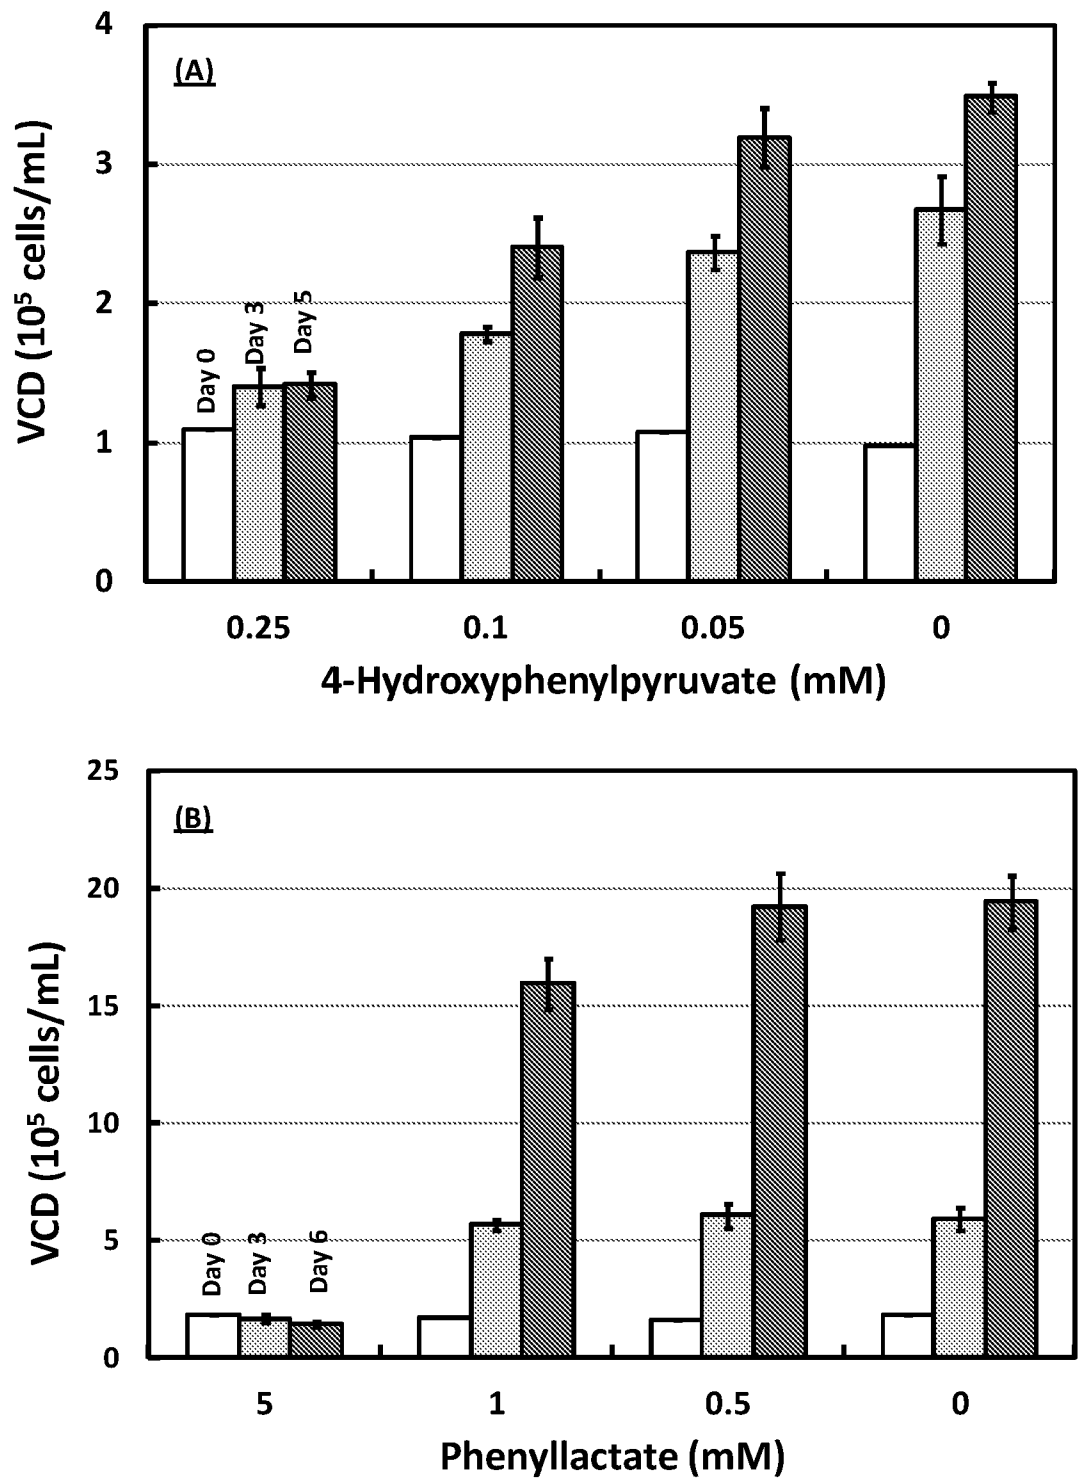 (A)
4
3
2
1
0
VCD (10⁵ cells/mL)
Day 0
Day 3
Day 5
0.25 0.1 0.05 0
4-Hydroxyphenylpyruvate (mM)
(B)
25
20
15
10
5
0
VCD (10⁵ cells/mL)
Day 0
Day 3
Day 6
5 1 0.5 0
Phenyllactate (mM)